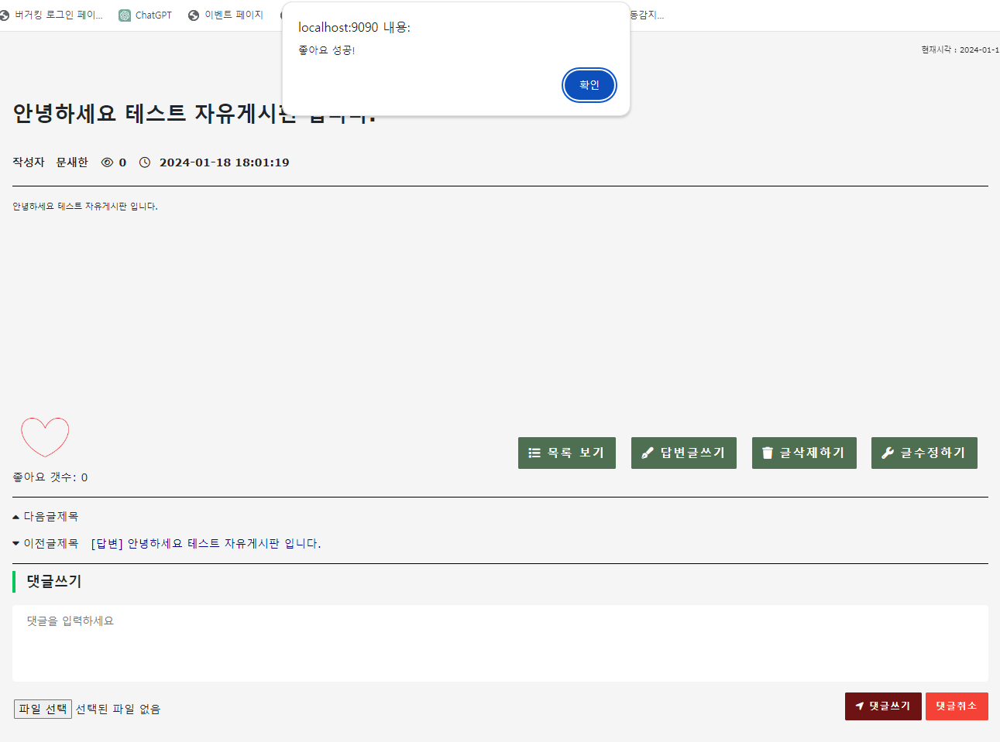 버거킹 로그인 페이... ChatGPT 이벤트 페이지 동감지...
localhost:9090 내용:
좋아요 성공!
확인
현재시각 : 2024-01-1
안녕하세요 테스트 자유게시판
작성자 문새한 0 2024-01-18 18:01:19
안녕하세요 테스트 자유게시판 입니다.
목록 보기 답변글쓰기 글삭제하기 글수정하기
좋아요 갯수: 0
다음글제목
이전글제목 [답변] 안녕하세요 테스트 자유게시판 입니다.
댓글쓰기
댓글을 입력하세요
파일 선택 선택된 파일 없음
댓글쓰기 댓글취소